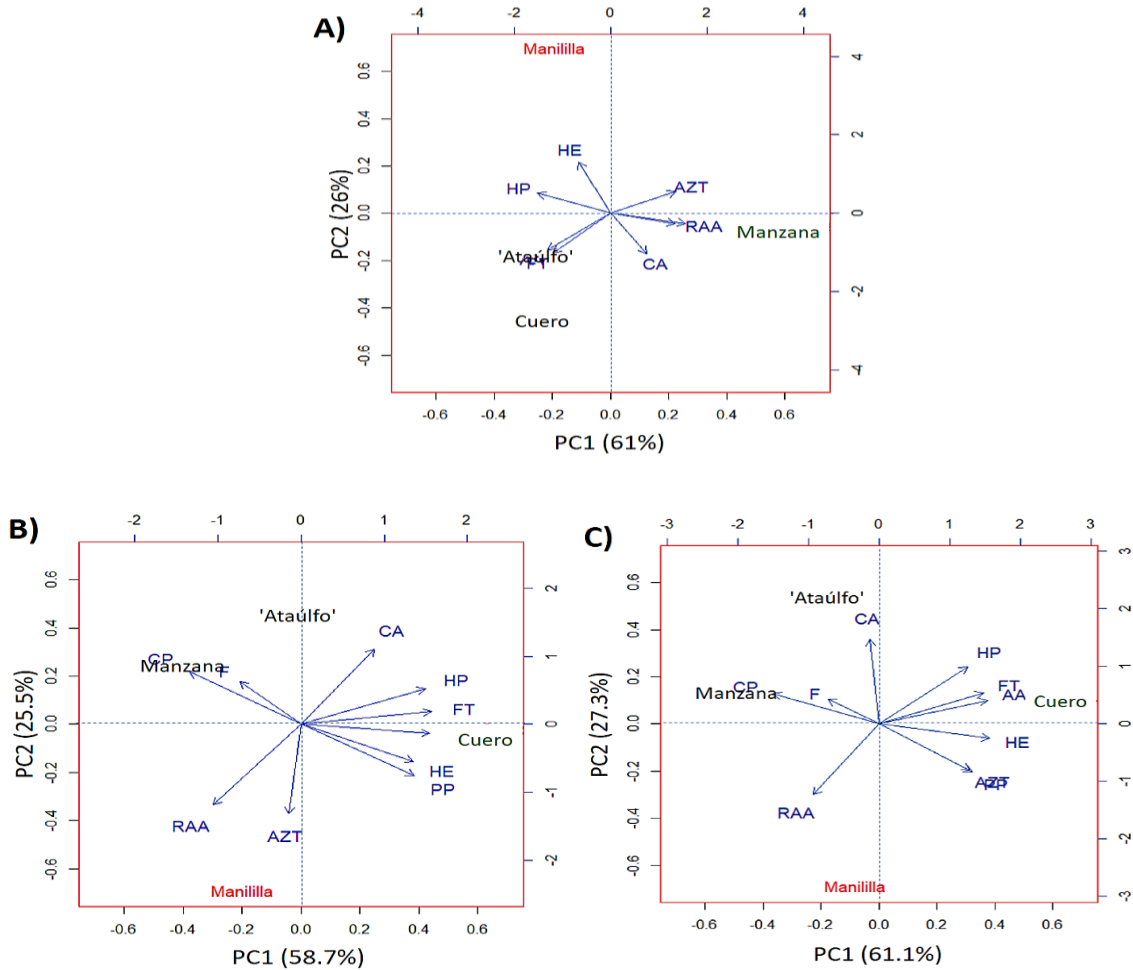 A)
-4 -2 0 2 4
Manililla
0.6 0.4 0.2 0.0 -0.2 -0.4 -0.6
PC2 (26%)
4 2 0 -2 -4
HE
HP
AZT
RAA
Manzana
CA
'Ataúlfo'
Cuero
-0.6 -0.4 -0.2 0.0 0.2 0.4 0.6
PC1 (61%)
B)
-2 -1 0 1 2
0.6 0.4 0.2 0.0 -0.2 -0.4 -0.6
PC2 (25.5%)
2 1 0 -1 -2
'Ataúlfo'
CA
CP
Manzana
F
HP
FT
Cuero
HE
PP
RAA
AZT
Manililla
-0.6 -0.4 -0.2 0.0 0.2 0.4 0.6
PC1 (58.7%)
C)
-3 -2 -1 0 1 2 3
0.6 0.4 0.2 0.0 -0.2 -0.4 -0.6
PC2 (27.3%)
3 2 1 0 -1 -2 -3
'Ataúlfo'
CA
HP
CP
Manzana
F
FT
AA
Cuero
HE
AZT
PP
RAA
Manililla
-0.6 -0.4 -0.2 0.0 0.2 0.4 0.6
PC1 (61.1%)